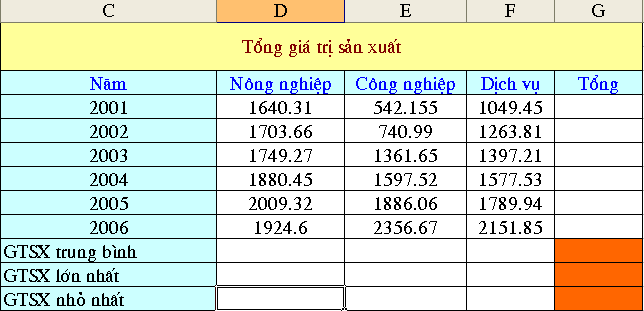 C D E F G
Tổng giá trị sản xuất
Năm Nông nghiệp Công nghiệp Dịch vụ Tổng
2001 1640.31 542.155 1049.45
2002 1703.66 740.99 1263.81
2003 1749.27 1361.65 1397.21
2004 1880.45 1597.52 1577.53
2005 2009.32 1886.06 1789.94
2006 1924.6 2356.67 2151.85
GTSX trung bình
GTSX lớn nhất
GTSX nhỏ nhất